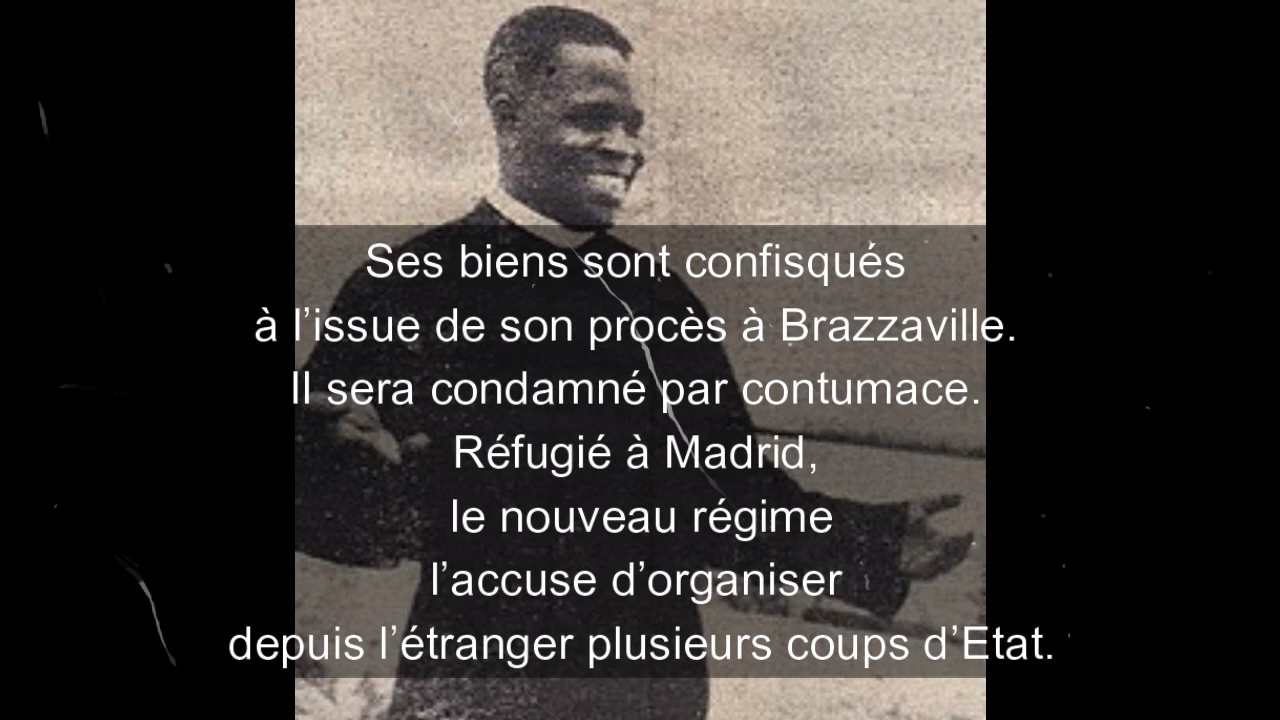 Ses biens sont confisqués
à l’issue de son procès à Brazzaville.
Il sera condamné par contumace.
Réfugié à Madrid,
le nouveau régime
l’accuse d’organiser
depuis l’étranger plusieurs coups d’Etat.